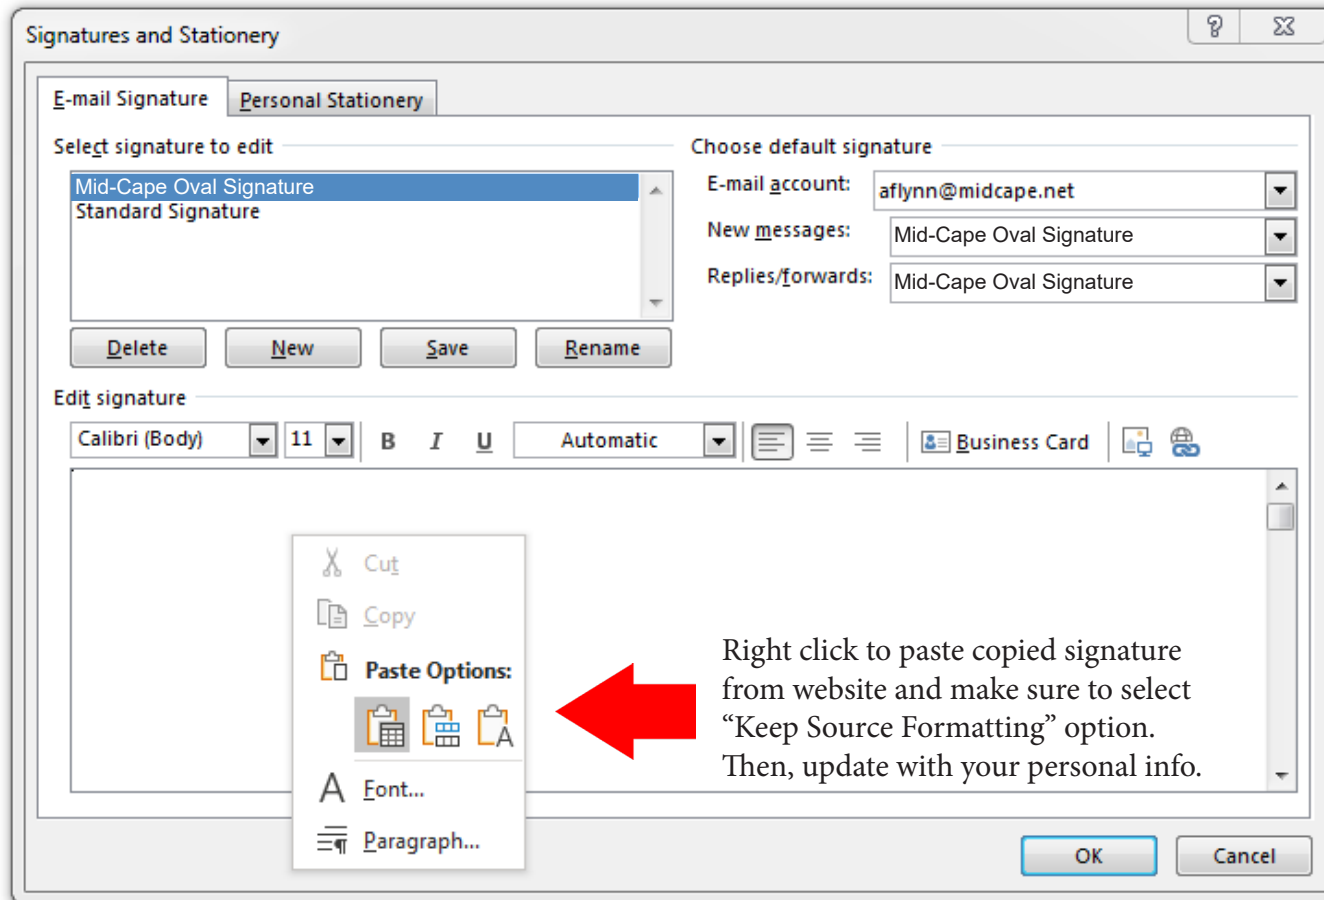 Signatures and Stationery
E-mail Signature
Personal Stationery
Select signature to edit
Mid-Cape Oval Signature
Standard Signature
Delete
New
Save
Rename
Choose default signature
E-mail account:
aflynn@midcape.net
New messages:
Mid-Cape Oval Signature
Replies/forwards:
Mid-Cape Oval Signature
Edit signature
Calibri (Body)
11
B
I
U
Automatic
Business Card
Cut
Copy
Paste Options:
Font...
Paragraph...
Right click to paste copied signature
from website and make sure to select
“Keep Source Formatting” option.
Then, update with your personal info.
OK
Cancel